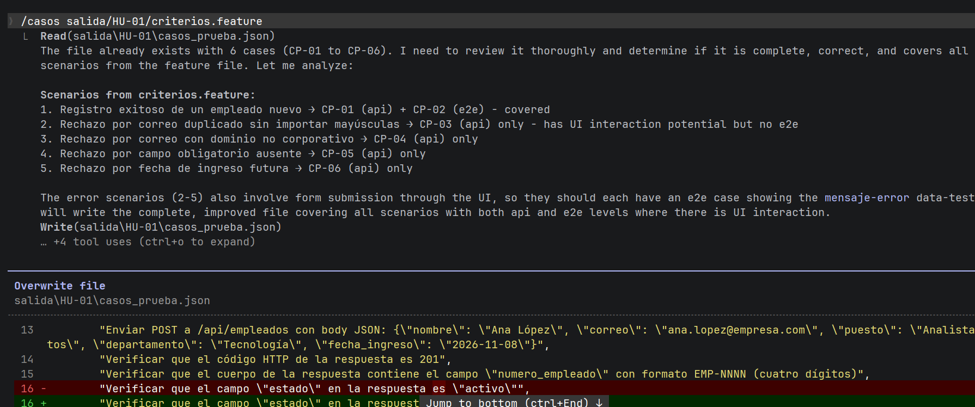 › /casos salida/HU-01/criterios.feature
└ Read(salida\HU-01\casos_prueba.json)
The file already exists with 6 cases (CP-01 to CP-06). I need to review it thoroughly and determine if it is complete, correct, and covers all
scenarios from the feature file. Let me analyze:
Scenarios from criterios.feature:
1. Registro exitoso de un empleado nuevo → CP-01 (api) + CP-02 (e2e) - covered
2. Rechazo por correo duplicado sin importar mayúsculas → CP-03 (api) only - has UI interaction potential but no e2e
3. Rechazo por correo con dominio no corporativo → CP-04 (api) only
4. Rechazo por campo obligatorio ausente → CP-05 (api) only
5. Rechazo por fecha de ingreso futura → CP-06 (api) only
The error scenarios (2-5) also involve form submission through the UI, so they should each have an e2e case showing the mensaje-error data-test
will write the complete, improved file covering all scenarios with both api and e2e levels where there is UI interaction.
Write(salida\HU-01\casos_prueba.json)
… +4 tool uses (ctrl+o to expand)
Overwrite file
salida\HU-01\casos_prueba.json
13 "Enviar POST a /api/empleados con body JSON: {\"nombre\": \"Ana López\", \"correo\": \"ana.lopez@empresa.com\", \"puesto\": \"Analista
tos\", \"departamento\": \"Tecnología\", \"fecha_ingreso\": \"2026-11-08\"}",
14 "Verificar que el código HTTP de la respuesta es 201",
15 "Verificar que el cuerpo de la respuesta contiene el campo \"numero_empleado\" con formato EMP-NNNN (cuatro dígitos)",
16 - "Verificar que el campo \"estado\" en la respuesta es \"activo\"",
16 + "Verificar que el campo \"estado\" en la respuest Jump to bottom (ctrl+End) ↓